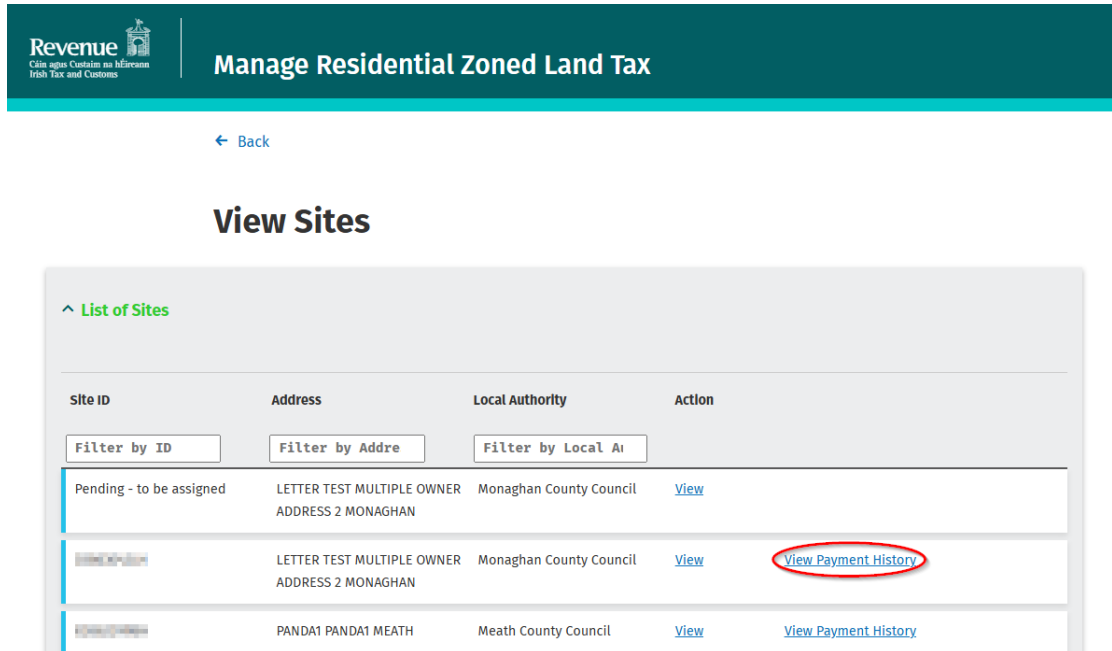 Revenue
Cáin agus Custaim na hÉireann
Irish Tax and Customs
Manage Residential Zoned Land Tax
← Back
View Sites
List of Sites
Site ID Address Local Authority Action
Filter by ID Filter by Addre Filter by Local Au
Pending - to be assigned LETTER TEST MULTIPLE OWNER Monaghan County Council View
ADDRESS 2 MONAGHAN
LETTER TEST MULTIPLE OWNER Monaghan County Council View View Payment History
ADDRESS 2 MONAGHAN
PANDA1 PANDA1 MEATH Meath County Council View View Payment History